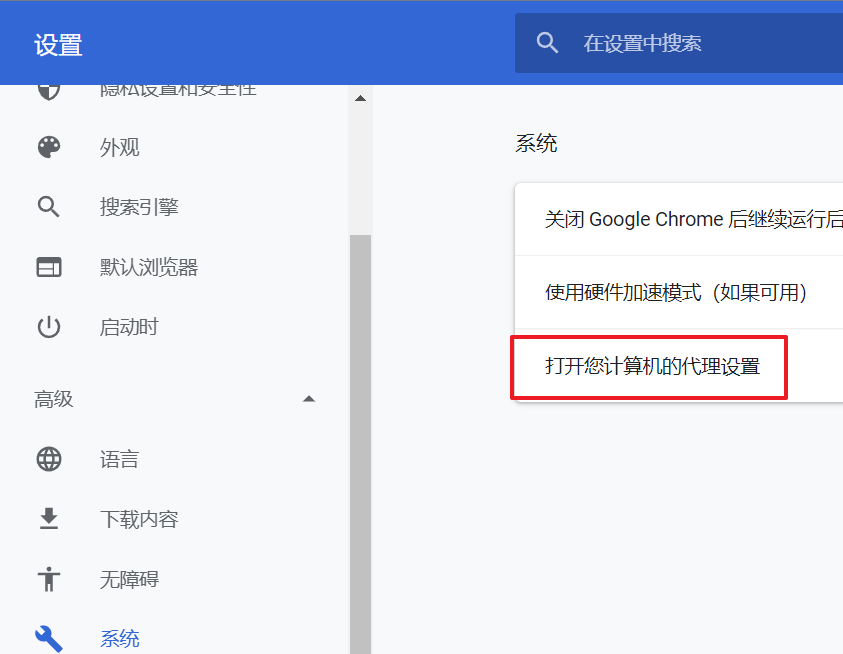 设置
在设置中搜索
隐私设置和安全性
外观
搜索引擎
默认浏览器
启动时
高级
语言
下载内容
无障碍
系统
系统
关闭 Google Chrome 后继续运行后
使用硬件加速模式（如果可用）
打开您计算机的代理设置